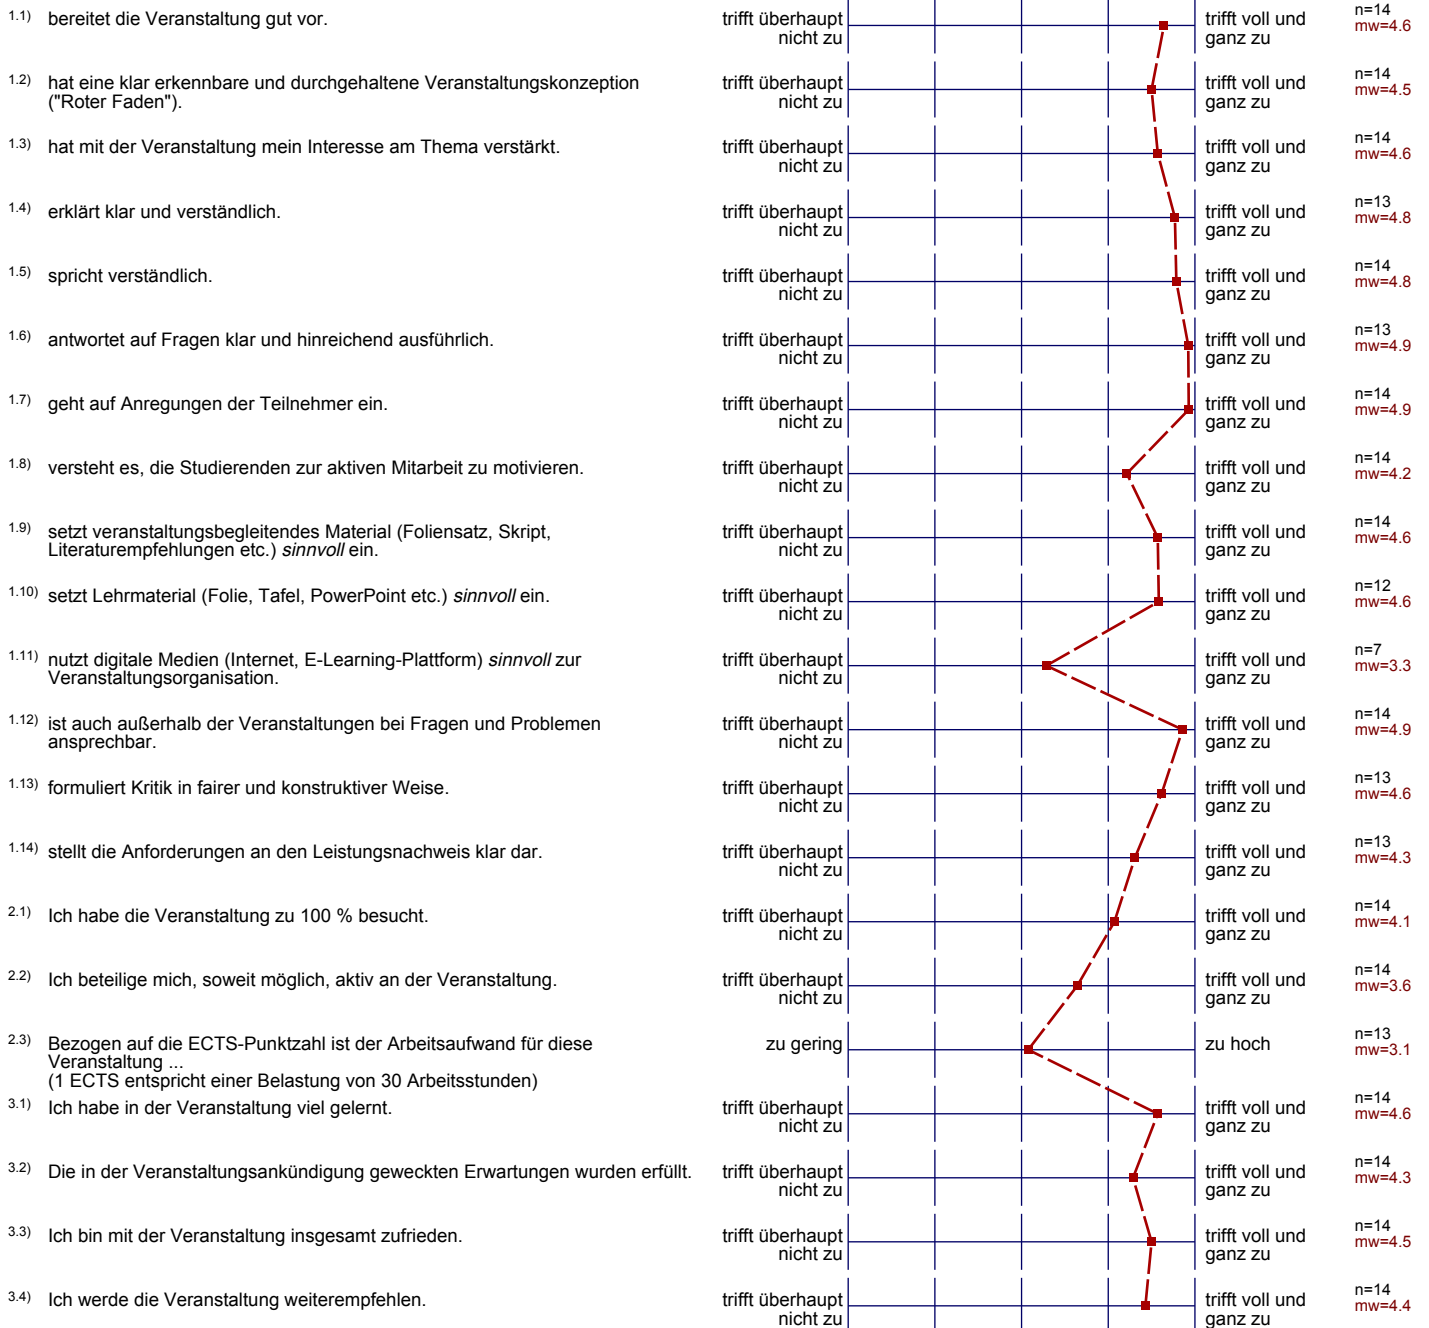 1.1) bereitet die Veranstaltung gut vor. trifft überhaupt nicht zu trifft voll und ganz zu n=14 mw=4.6
1.2) hat eine klar erkennbare und durchgehaltene Veranstaltungskonzeption
("Roter Faden"). trifft überhaupt nicht zu trifft voll und ganz zu n=14 mw=4.5
1.3) hat mit der Veranstaltung mein Interesse am Thema verstärkt. trifft überhaupt nicht zu trifft voll und ganz zu n=14 mw=4.6
1.4) erklärt klar und verständlich. trifft überhaupt nicht zu trifft voll und ganz zu n=13 mw=4.8
1.5) spricht verständlich. trifft überhaupt nicht zu trifft voll und ganz zu n=14 mw=4.8
1.6) antwortet auf Fragen klar und hinreichend ausführlich. trifft überhaupt nicht zu trifft voll und ganz zu n=13 mw=4.9
1.7) geht auf Anregungen der Teilnehmer ein. trifft überhaupt nicht zu trifft voll und ganz zu n=14 mw=4.9
1.8) versteht es, die Studierenden zur aktiven Mitarbeit zu motivieren. trifft überhaupt nicht zu trifft voll und ganz zu n=14 mw=4.2
1.9) setzt veranstaltungsbegleitendes Material (Foliensatz, Skript,
Literaturempfehlungen etc.) sinnvoll ein. trifft überhaupt nicht zu trifft voll und ganz zu n=14 mw=4.6
1.10) setzt Lehrmaterial (Folie, Tafel, PowerPoint etc.) sinnvoll ein. trifft überhaupt nicht zu trifft voll und ganz zu n=12 mw=4.6
1.11) nutzt digitale Medien (Internet, E-Learning-Plattform) sinnvoll zur
Veranstaltungsorganisation. trifft überhaupt nicht zu trifft voll und ganz zu n=7 mw=3.3
1.12) ist auch außerhalb der Veranstaltungen bei Fragen und Problemen
ansprechbar. trifft überhaupt nicht zu trifft voll und ganz zu n=14 mw=4.9
1.13) formuliert Kritik in fairer und konstruktiver Weise. trifft überhaupt nicht zu trifft voll und ganz zu n=13 mw=4.6
1.14) stellt die Anforderungen an den Leistungsnachweis klar dar. trifft überhaupt nicht zu trifft voll und ganz zu n=13 mw=4.3
2.1) Ich habe die Veranstaltung zu 100 % besucht. trifft überhaupt nicht zu trifft voll und ganz zu n=14 mw=4.1
2.2) Ich beteilige mich, soweit möglich, aktiv an der Veranstaltung. trifft überhaupt nicht zu trifft voll und ganz zu n=14 mw=3.6
2.3) Bezogen auf die ECTS-Punktzahl ist der Arbeitsaufwand für diese
Veranstaltung ...
(1 ECTS entspricht einer Belastung von 30 Arbeitsstunden) zu gering zu hoch n=13 mw=3.1
3.1) Ich habe in der Veranstaltung viel gelernt. trifft überhaupt nicht zu trifft voll und ganz zu n=14 mw=4.6
3.2) Die in der Veranstaltungsankündigung geweckten Erwartungen wurden erfüllt. trifft überhaupt nicht zu trifft voll und ganz zu n=14 mw=4.3
3.3) Ich bin mit der Veranstaltung insgesamt zufrieden. trifft überhaupt nicht zu trifft voll und ganz zu n=14 mw=4.5
3.4) Ich werde die Veranstaltung weiterempfehlen. trifft überhaupt nicht zu trifft voll und ganz zu n=14 mw=4.4